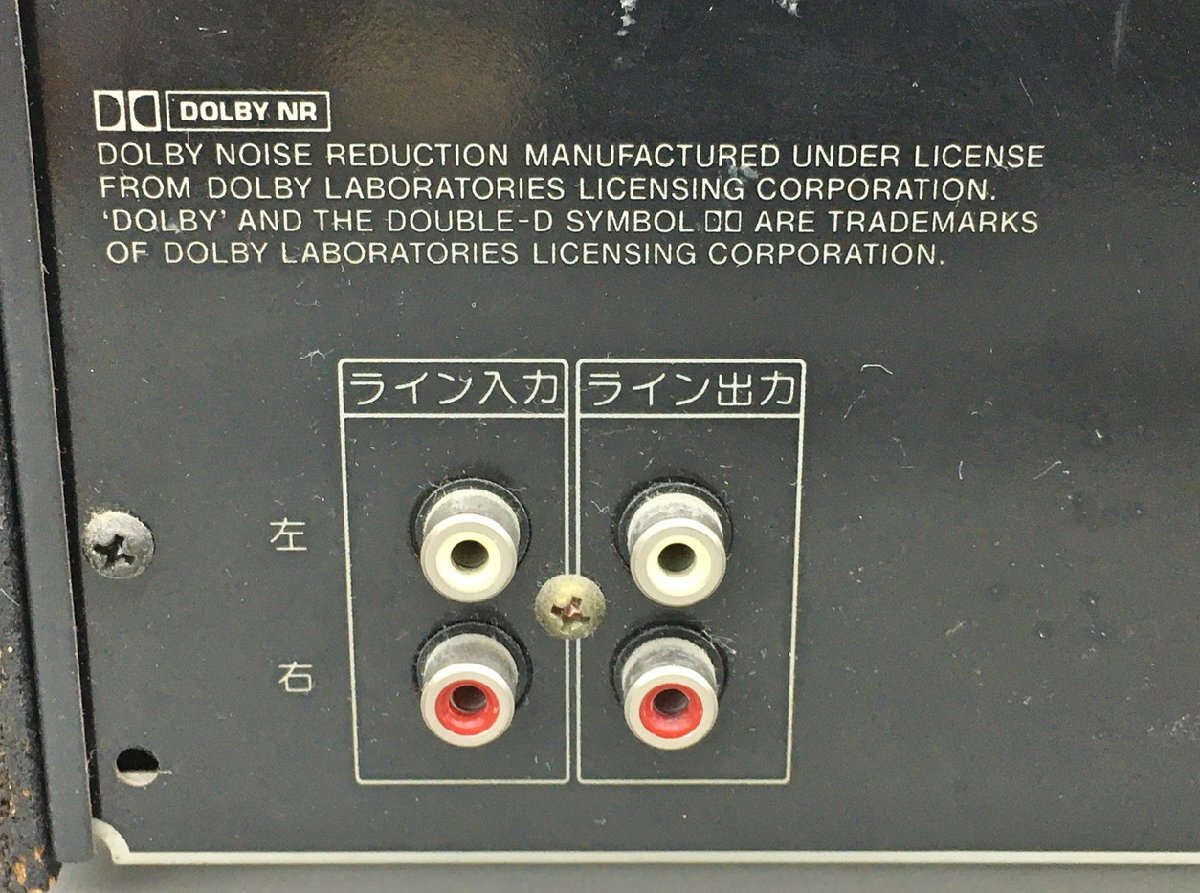 DOLBY NR
DOLBY NOISE REDUCTION MANUFACTURED UNDER LICENSE
FROM DOLBY LABORATORIES LICENSING CORPORATION.
'DOLBY' AND THE DOUBLE-D SYMBOL ARE TRADEMARKS
OF DOLBY LABORATORIES LICENSING CORPORATION.
ライン入力 ライン出力
左
右